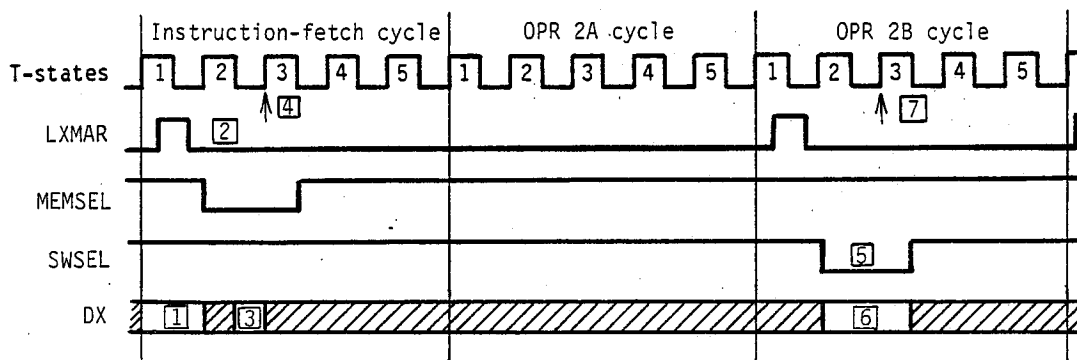 Instruction-fetch cycle OPR 2A cycle OPR 2B cycle
T-states 1 2 3 4 5 1 2 3 4 5 1 2 3 4 5
4 7
LXMAR 2
MEMSEL
SWSEL 5
DX 1 3 6